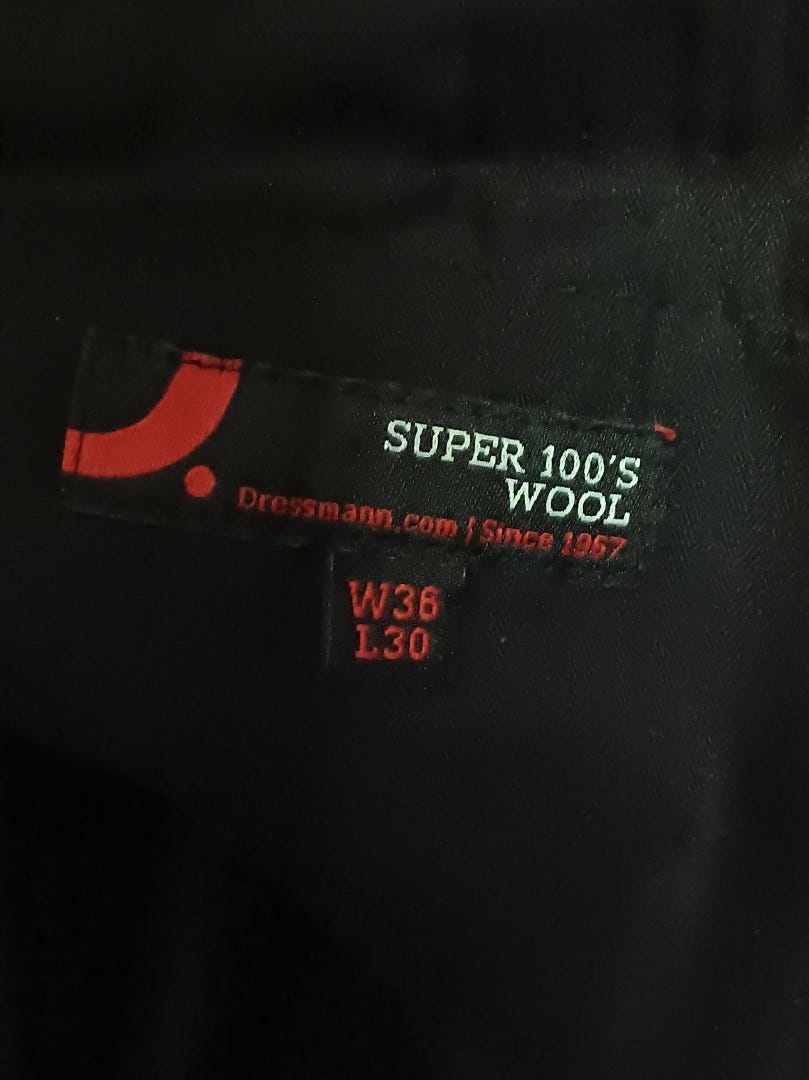 SUPER 100'S
WOOL
Dressmann.com | Since 1967
W36
L30